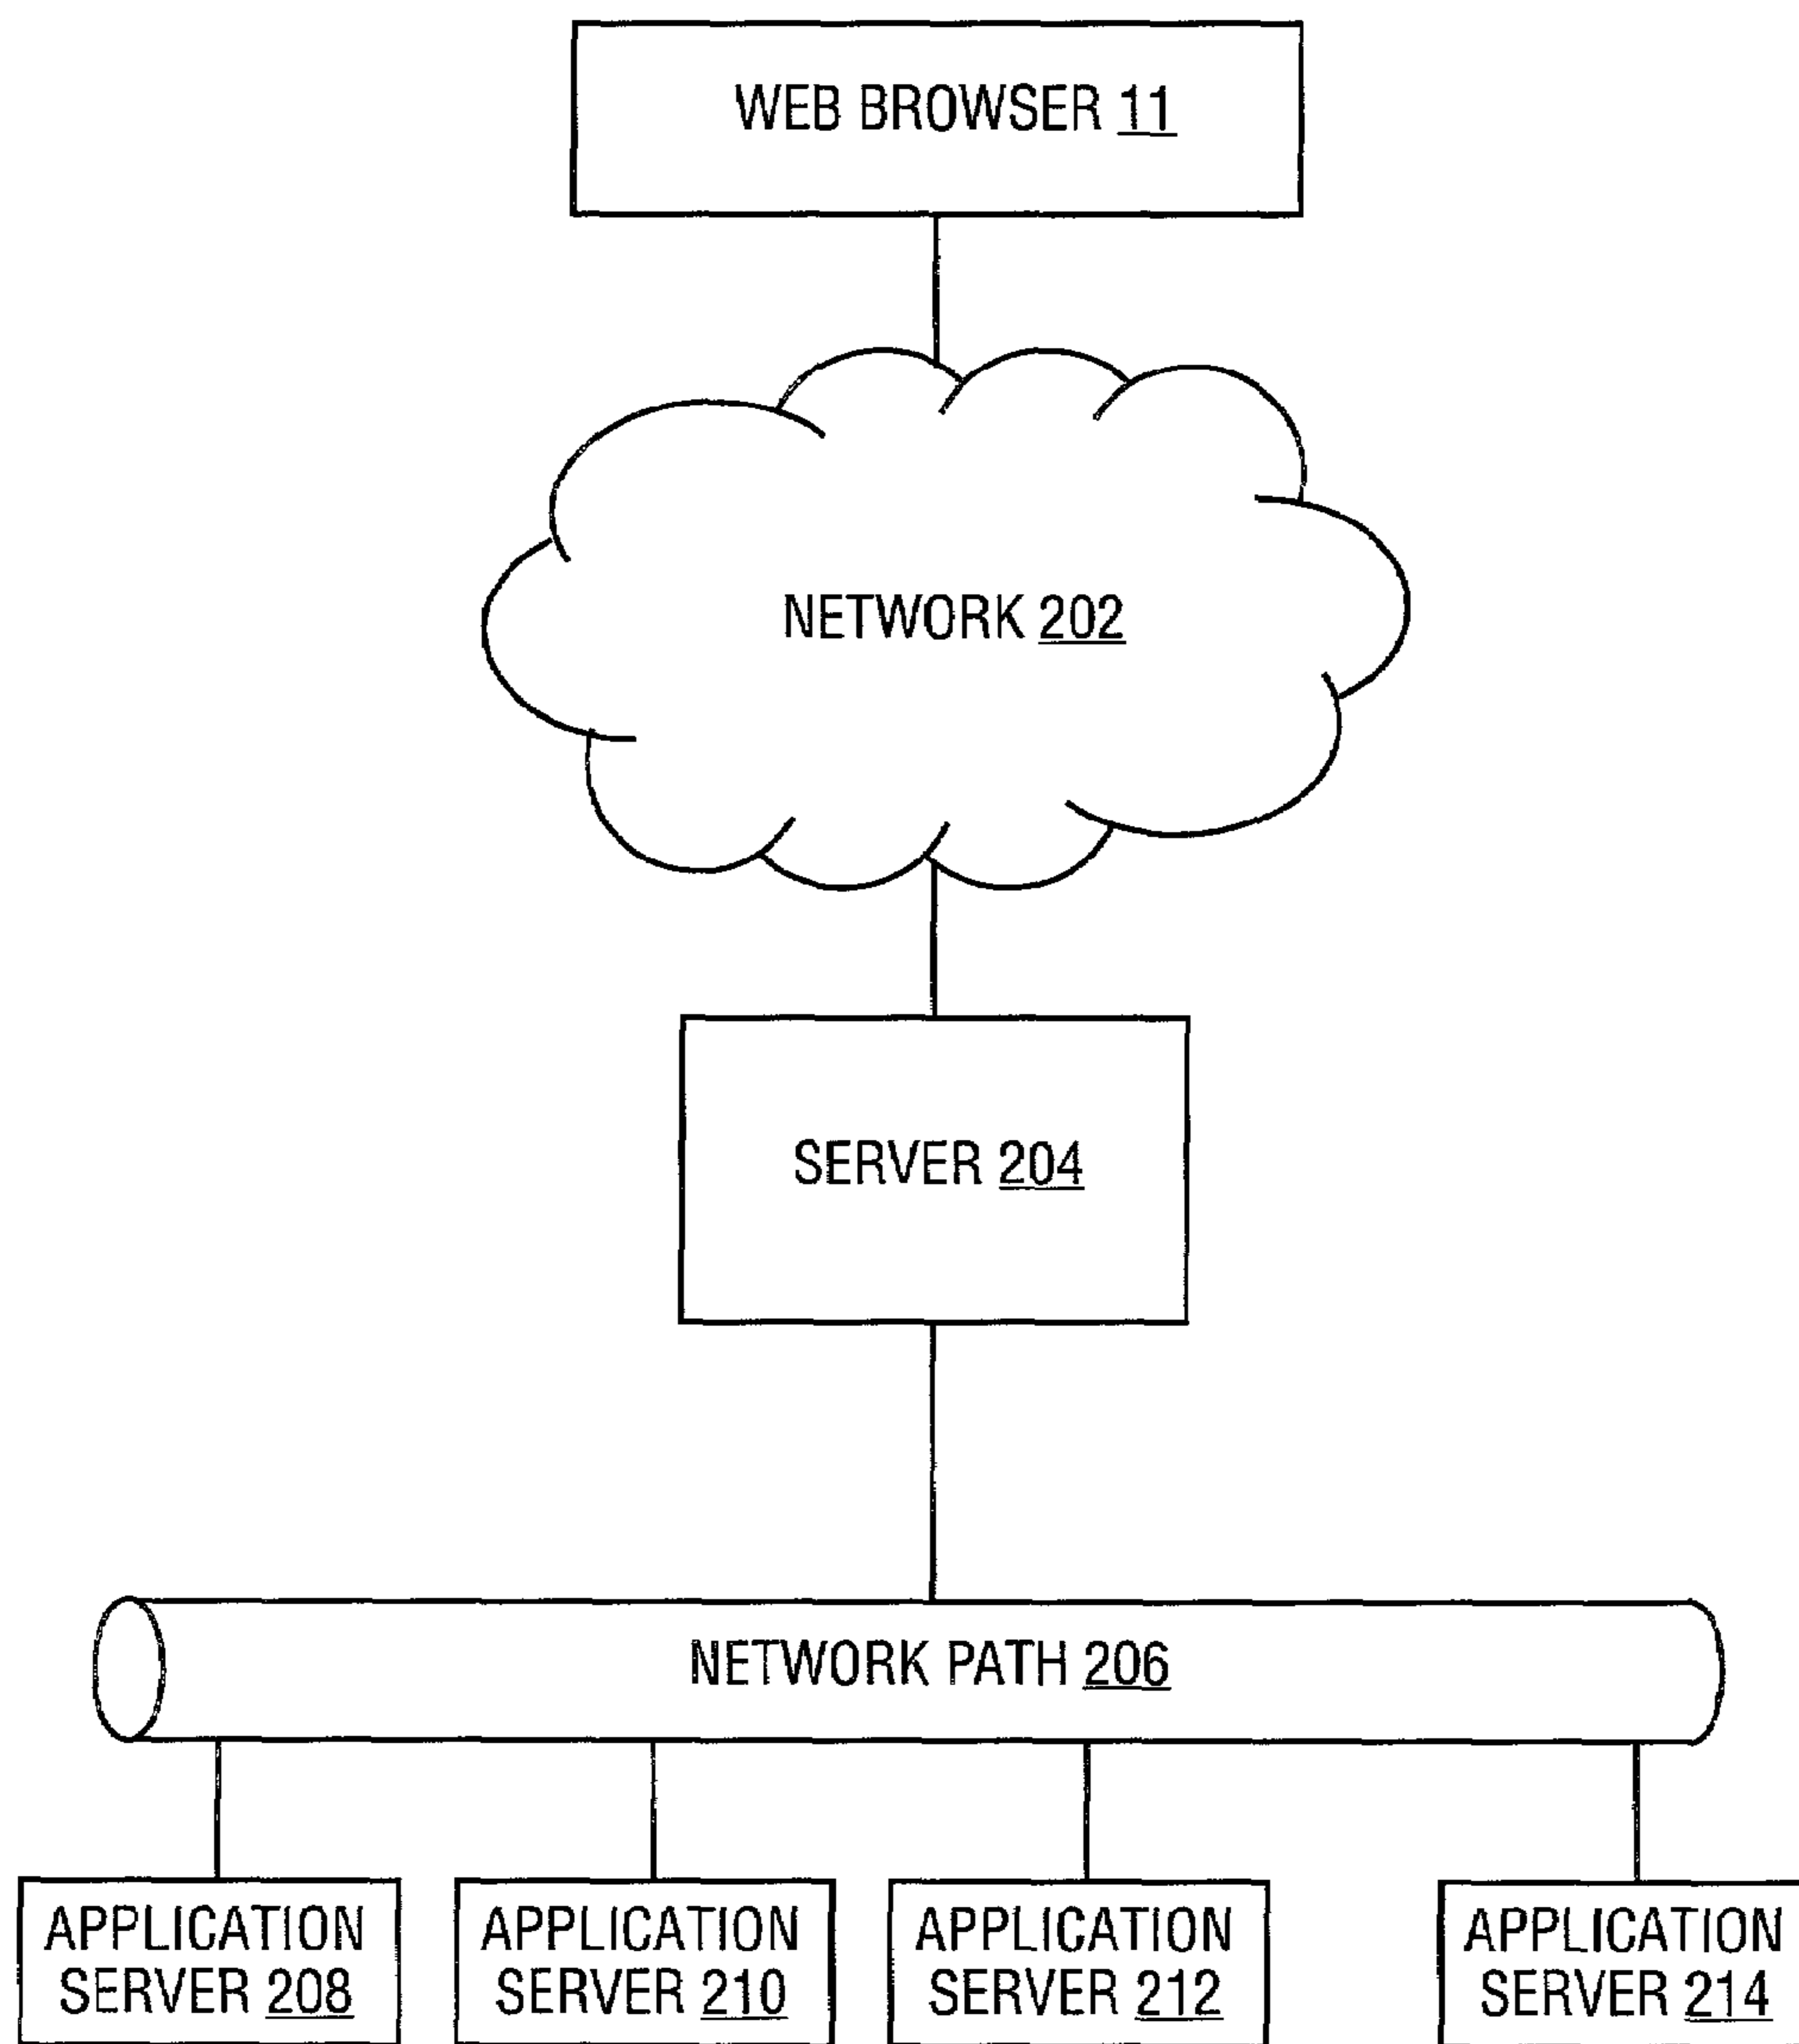 WEB BROWSER 11
NETWORK 202
SERVER 204
NETWORK PATH 206
APPLICATION
SERVER 208
APPLICATION
SERVER 210
APPLICATION
SERVER 212
APPLICATION
SERVER 214